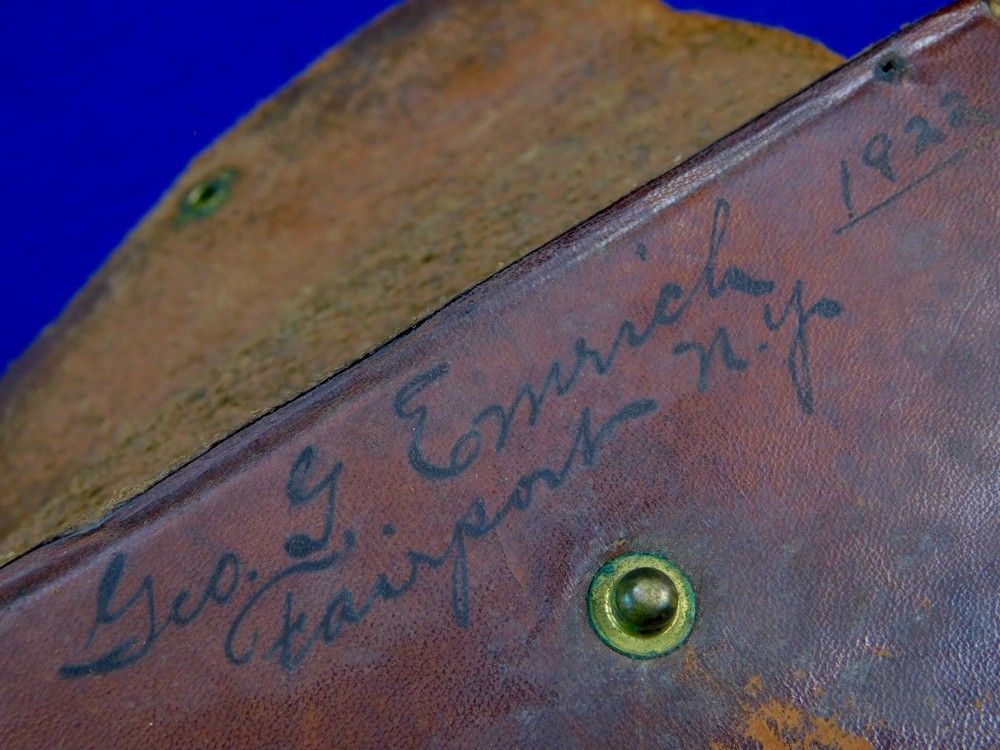 1922
Geo. G. Emrich
Fairport N.Y